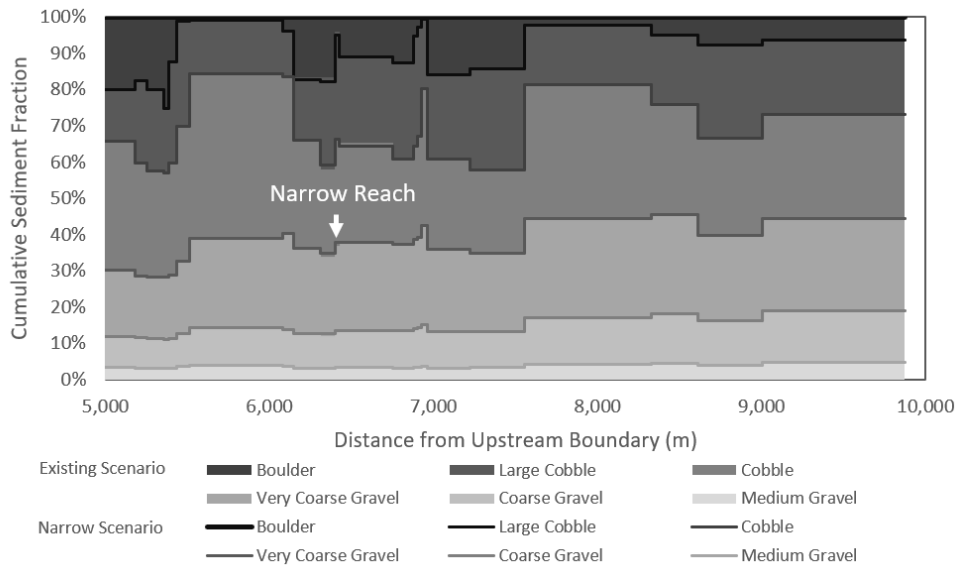 100%
90%
80%
70%
60%
50%
40%
30%
20%
10%
0%
Cumulative Sediment Fraction
Narrow Reach
5,000 6,000 7,000 8,000 9,000 10,000
Distance from Upstream Boundary (m)
Existing Scenario Boulder Large Cobble Cobble
Very Coarse Gravel Coarse Gravel Medium Gravel
Narrow Scenario Boulder Large Cobble Cobble
Very Coarse Gravel Coarse Gravel Medium Gravel